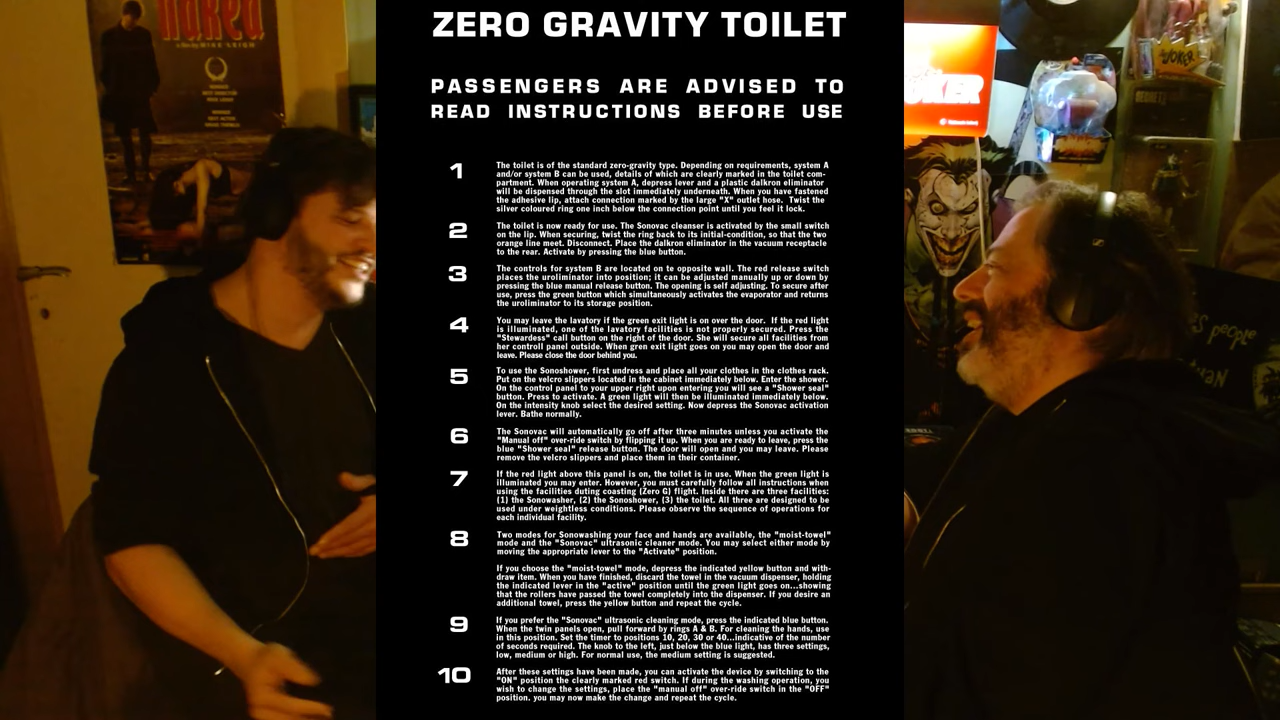 naked
a film by MIKE LEIGH
ZERO GRAVITY TOILET
PASSENGERS ARE ADVISED TO
READ INSTRUCTIONS BEFORE USE
1
The toilet is of the standard zero-gravity type. Depending on requirements, system A
and/or system B can be used, details of which are clearly marked in the toilet com-
partment. When operating system A, depress lever and a plastic dalkron eliminator
will be dispensed through the slot immediately underneath. When you have fastened
the adhesive lip, attach connection marked by the large "X" outlet hose. Twist the
silver coloured ring one inch below the connection point until you feel it lock.
2
The toilet is now ready for use. The Sonovac cleanser is activated by the small switch
on the lip. When securing, twist the ring back to its initial-condition, so that the two
orange line meet. Disconnect. Place the dalkron eliminator in the vacuum receptacle
to the rear. Activate by pressing the blue button.
3
The controls for system B are located on te opposite wall. The red release switch
places the uroliminator into position; it can be adjusted manually up or down by
pressing the blue manual release button. The opening is self adjusting. To secure after
use, press the green button which simultaneously activates the evaporator and returns
the uroliminator to its storage position.
4
You may leave the lavatory if the green exit light is on over the door. If the red light
is illuminated, one of the lavatory facilities is not properly secured. Press the
"Stewardess" call button on the right of the door. She will secure all facilities from
her controll panel outside. When gren exit light goes on you may open the door and
leave. Please close the door behind you.
5
To use the Sonoshower, first undress and place all your clothes in the clothes rack.
Put on the velcro slippers located in the cabinet immediately below. Enter the shower.
On the control panel to your upper right upon entering you will see a "Shower seal"
button. Press to activate. A green light will then be illuminated immediately below.
On the intensity knob select the desired setting. Now depress the Sonovac activation
lever. Bathe normally.
6
The Sonovac will automatically go off after three minutes unless you activate the
"Manual off" over-ride switch by flipping it up. When you are ready to leave, press the
blue "Shower seal" release button. The door will open and you may leave. Please
remove the velcro slippers and place them in their container.
7
If the red light above this panel is on, the toilet is in use. When the green light is
illuminated you may enter. However, you must carefully follow all instructions when
using the facilities duting coasting (Zero G) flight. Inside there are three facilities:
(1) the Sonowasher, (2) the Sonoshower, (3) the toilet. All three are designed to be
used under weightless conditions. Please observe the sequence of operations for
each individual facility.
8
Two modes for Sonowashing your face and hands are available, the "moist-towel"
mode and the "Sonovac" ultrasonic cleaner mode. You may select either mode by
moving the appropriate lever to the "Activate" position.
If you choose the "moist-towel" mode, depress the indicated yellow button and with-
draw item. When you have finished, discard the towel in the vacuum dispenser, holding
the indicated lever in the "active" position until the green light goes on...showing
that the rollers have passed the towel completely into the dispenser. If you desire an
additional towel, press the yellow button and repeat the cycle.
9
If you prefer the "Sonovac" ultrasonic cleaning mode, press the indicated blue button.
When the twin panels open, pull forward by rings A & B. For cleaning the hands, use
in this position. Set the timer to positions 10, 20, 30 or 40...indicative of the number
of seconds required. The knob to the left, just below the blue light, has three settings,
low, medium or high. For normal use, the medium setting is suggested.
10
After these settings have been made, you can activate the device by switching to the
"ON" position the clearly marked red switch. If during the washing operation, you
wish to change the settings, place the "manual off" over-ride switch in the "OFF"
position. you may now make the change and repeat the cycle.
JOKER
people